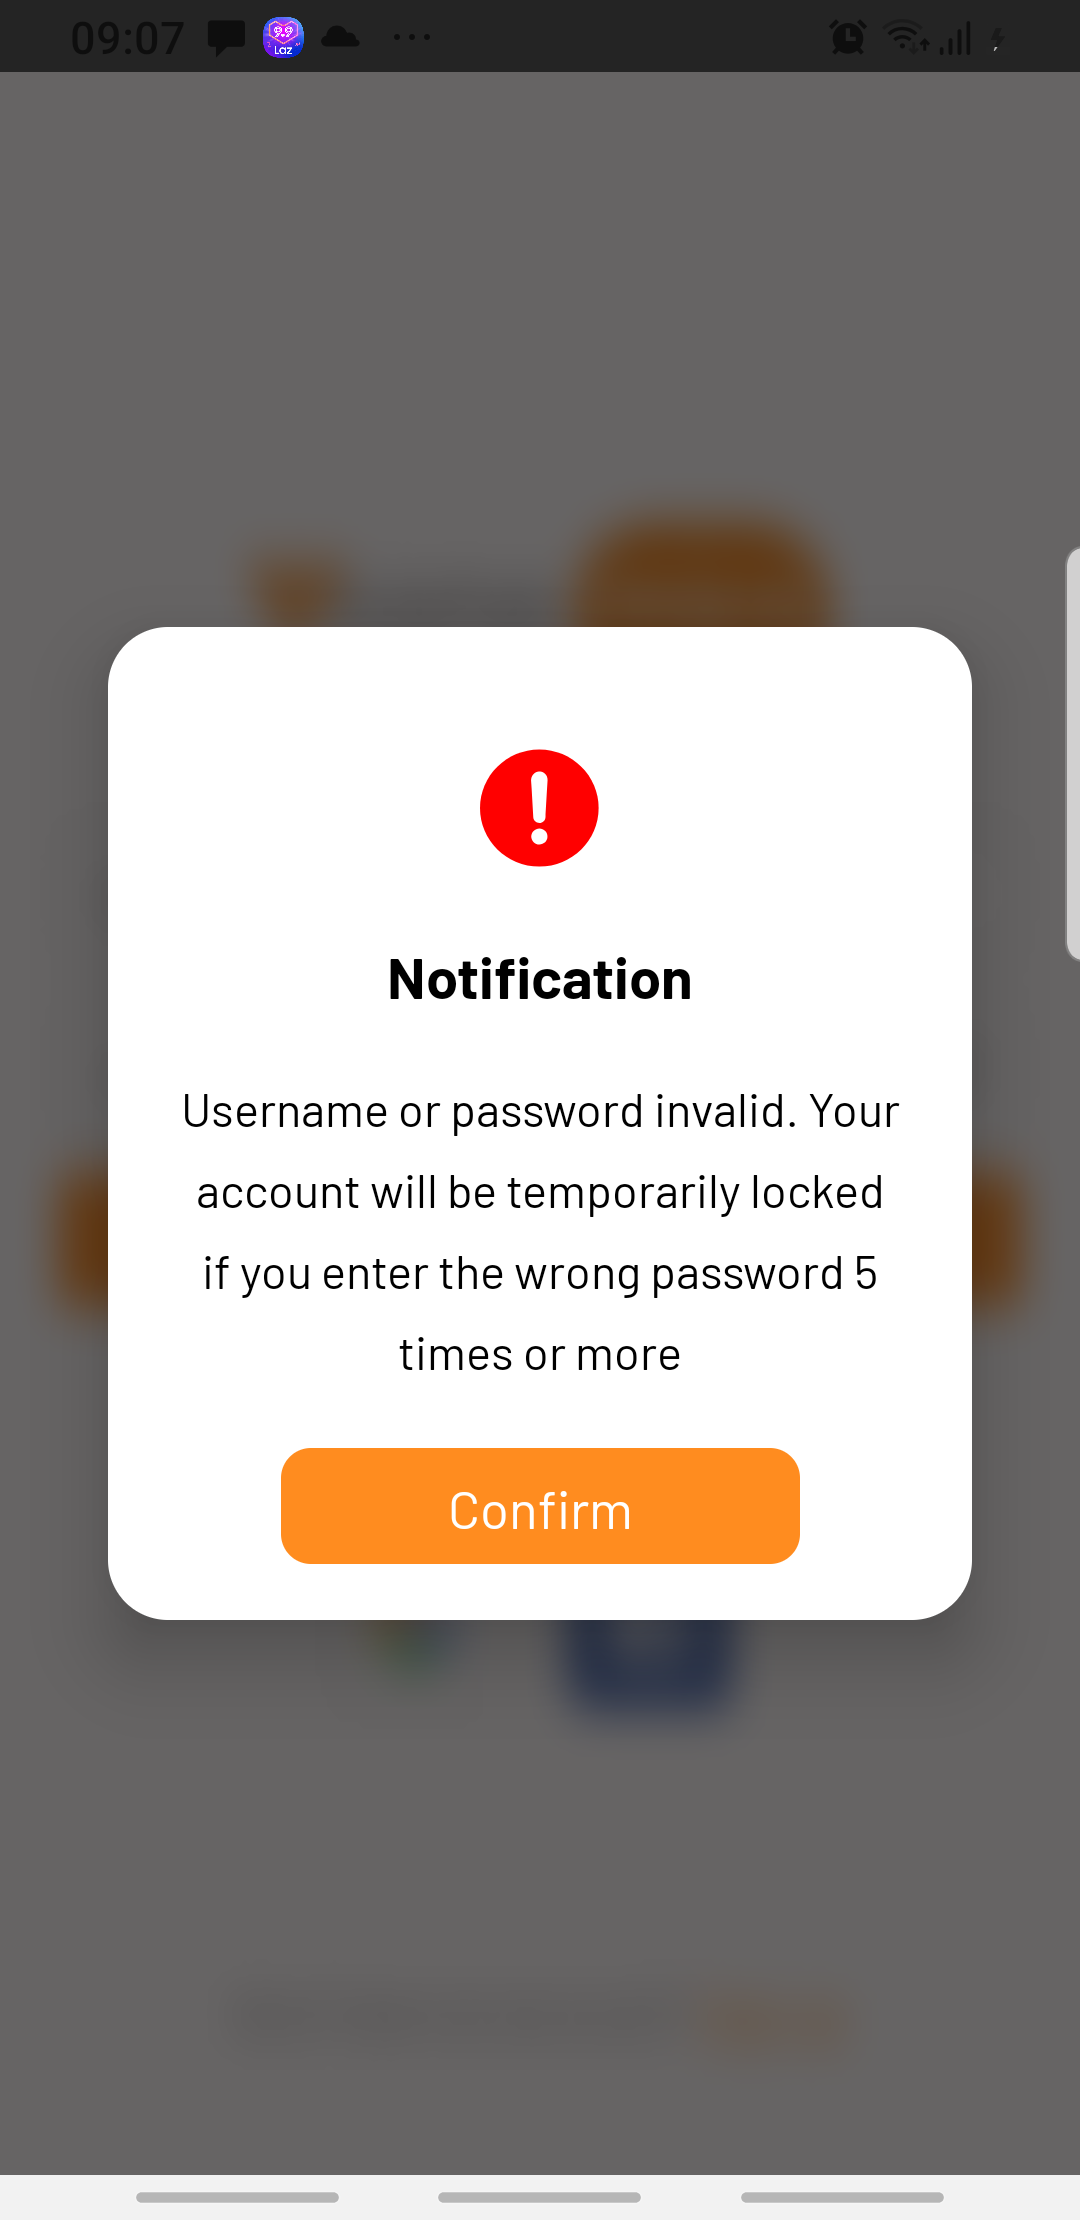 09:07
Laz
Notification
Username or password invalid. Your
account will be temporarily locked
if you enter the wrong password 5
times or more
Confirm